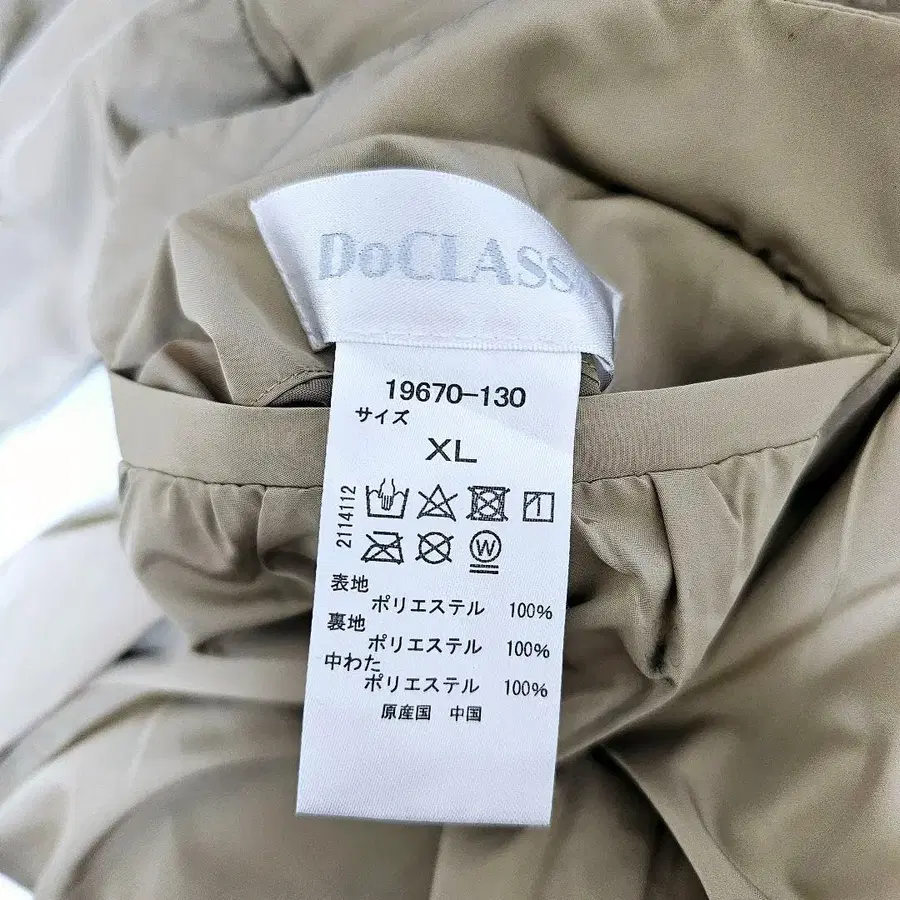 DoCLASS
19670-130
サイズ
XL
2114112
W
表地
ポリエステル 100%
裏地
ポリエステル 100%
中わた
ポリエステル 100%
原産国 中国